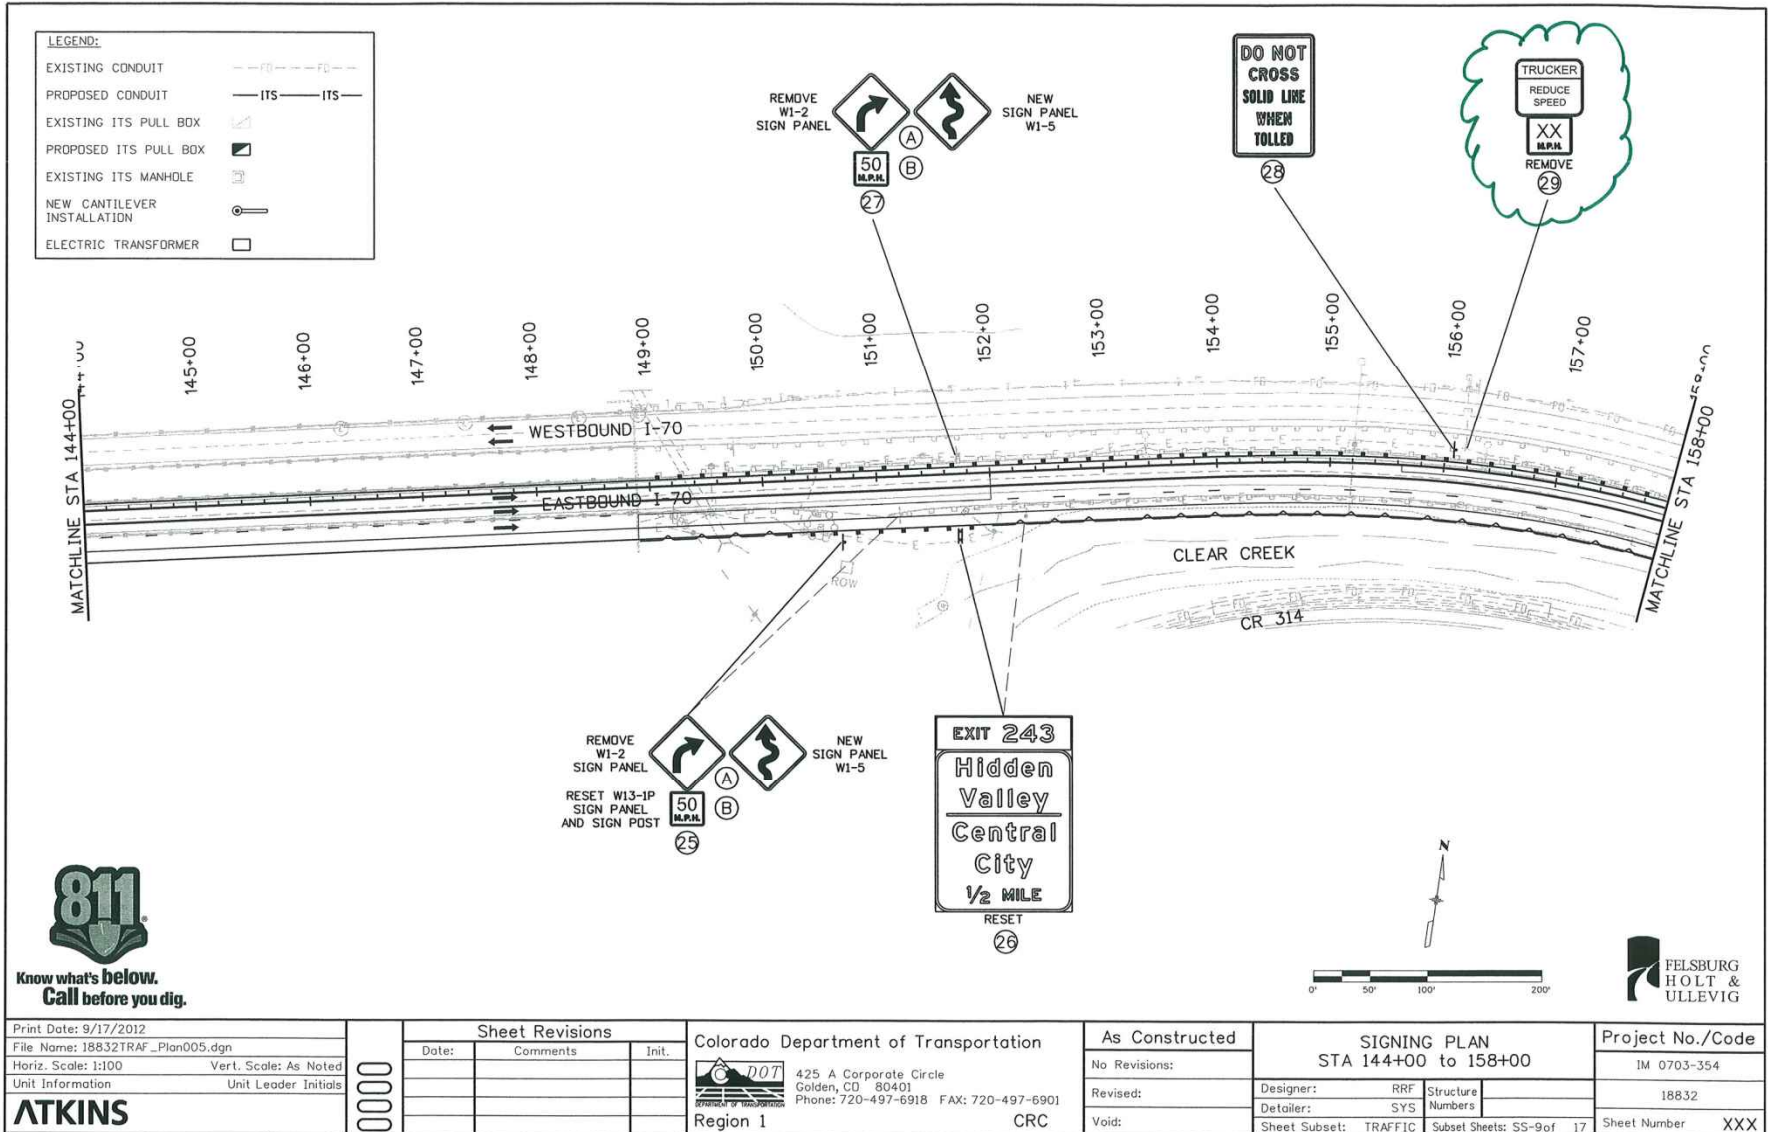 LEGEND:
EXISTING CONDUIT
FO FO
PROPOSED CONDUIT
ITS ITS
EXISTING ITS PULL BOX
PROPOSED ITS PULL BOX
EXISTING ITS MANHOLE
NEW CANTILEVER
INSTALLATION
ELECTRIC TRANSFORMER
REMOVE
W1-2
SIGN PANEL
NEW
SIGN PANEL
W1-5
A
B
50
M.P.H.
27
DO NOT
CROSS
SOLID LINE
WHEN
TOLLED
28
TRUCKER
REDUCE
SPEED
XX
M.P.H.
REMOVE
29
145+00
146+00
147+00
148+00
149+00
150+00
151+00
152+00
153+00
154+00
155+00
156+00
157+00
MATCHLINE STA 144+00
MATCHLINE STA 158+00
WESTBOUND I-70
EASTBOUND I-70
CLEAR CREEK
ROW
CR 314
REMOVE
W1-2
SIGN PANEL
NEW
SIGN PANEL
W1-5
A
B
RESET W13-1P
SIGN PANEL
AND SIGN POST
50
M.P.H.
25
EXIT 243
Hidden
Valley
Central
City
1/2 MILE
RESET
26
N
0' 50' 100' 200'
811
Know what's below.
Call before you dig.
FELSBURG
HOLT &
ULLEVIG
Print Date: 9/17/2012
File Name: 18832TRAF_Plan005.dgn
Horiz. Scale: 1:100 Vert. Scale: As Noted
Unit Information Unit Leader Initials
ATKINS
0000
Sheet Revisions
Date: Comments Init.
Colorado Department of Transportation
DOT
DEPARTMENT OF TRANSPORTATION
425 A Corporate Circle
Golden, CO 80401
Phone: 720-497-6918 FAX: 720-497-6901
Region 1 CRC
As Constructed
No Revisions:
Revised:
Void:
SIGNING PLAN
STA 144+00 to 158+00
Designer: RRF
Structure
Numbers
Detailer: SYS
Sheet Subset: TRAFFIC
Subset Sheets: SS-9of 17
Project No./Code
IM 0703-354
18832
Sheet Number XXX